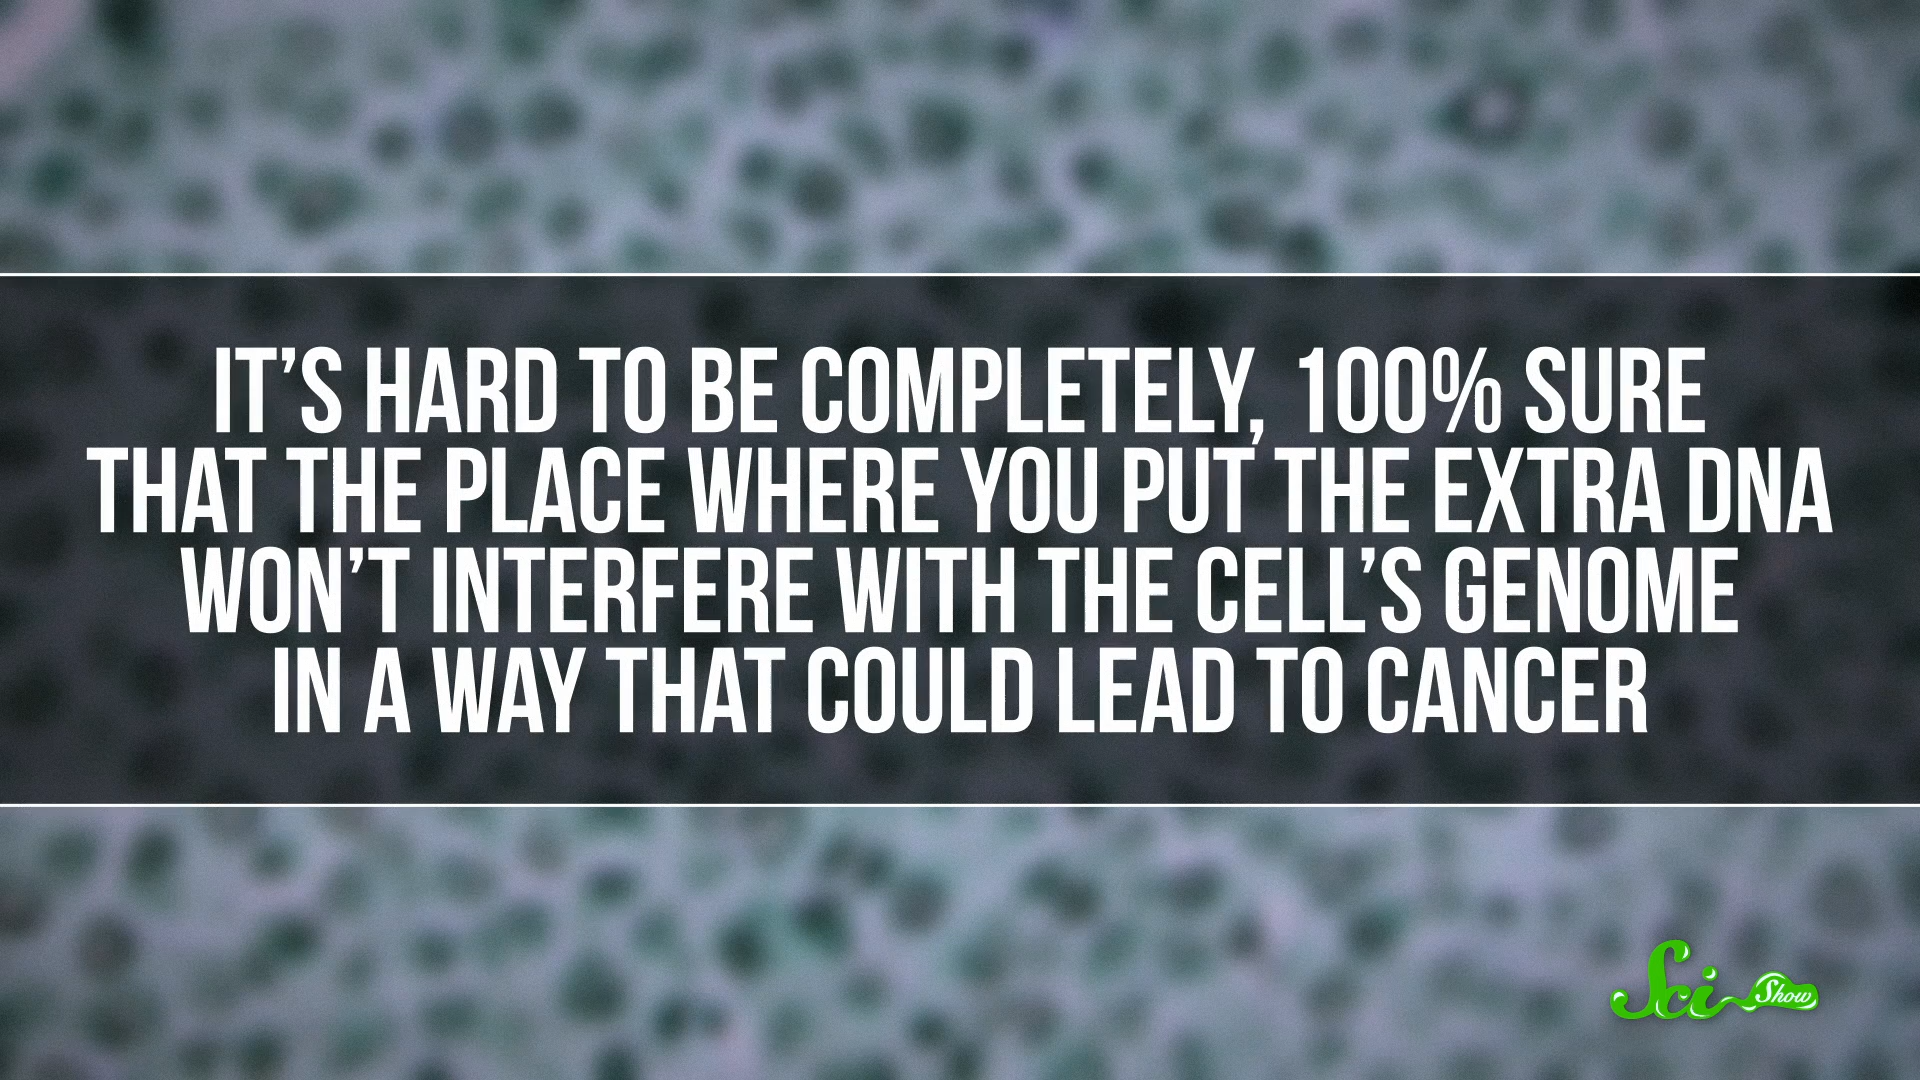 IT’S HARD TO BE COMPLETELY, 100% SURE
THAT THE PLACE WHERE YOU PUT THE EXTRA DNA
WON’T INTERFERE WITH THE CELL’S GENOME
IN A WAY THAT COULD LEAD TO CANCER
Sci Show